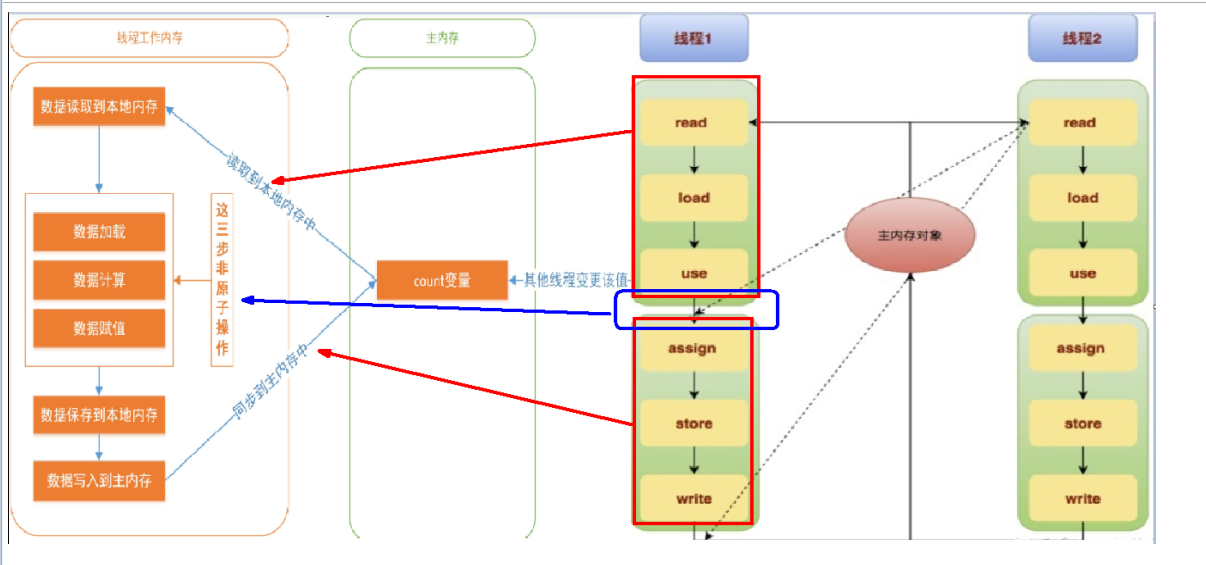 线程工作内存
主内存
线程1
线程2
数据读取到本地内存
读取到本地内存中
数据加载
数据计算
数据赋值
这三步非原子操作
数据保存到本地内存
数据写入到主内存
同步到主内存中
count变量
其他线程变更该值
read
load
use
assign
store
write
主内存对象
read
load
use
assign
store
write